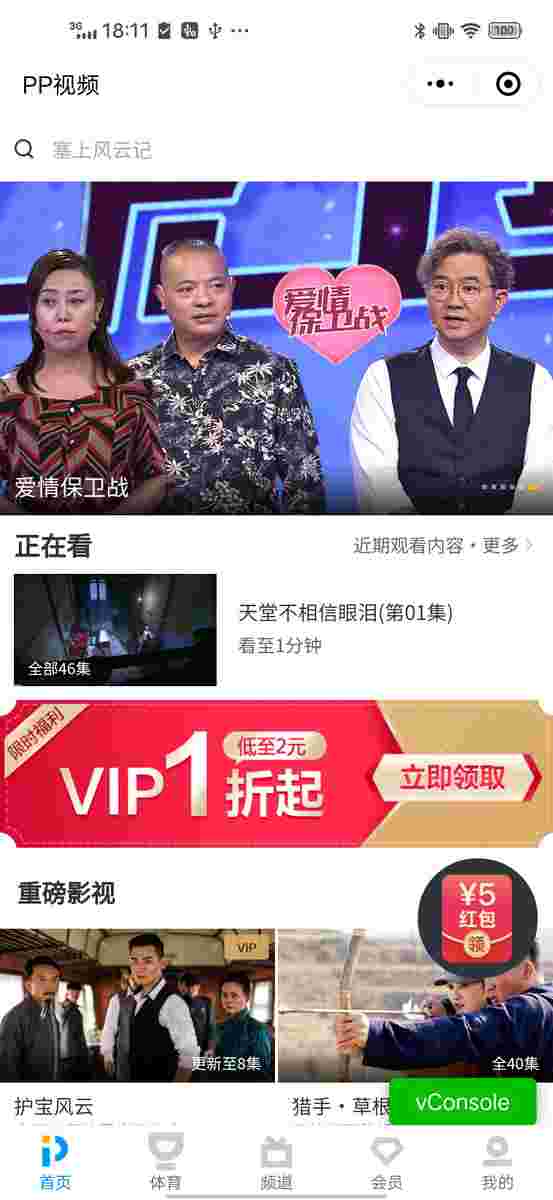 3G 18:11 100
PP视频
塞上风云记
爱情
保卫战
爱情保卫战
正在看
近期观看内容・更多
全部46集
天堂不相信眼泪(第01集)
看至1分钟
限时福利
VIP1折起
低至2元
立即领取
重磅影视
¥5
红包
领
VIP
更新至8集
全40集
护宝风云
猎手・草根
vConsole
首页
体育
频道
会员
我的